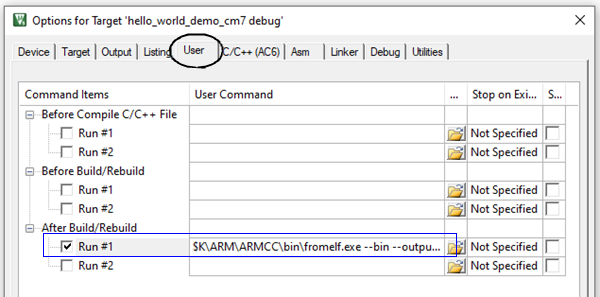 Options for Target 'hello_world_demo_cm7 debug'
Device Target Output Listing User C/C++ (AC6) Asm Linker Debug Utilities
Command Items User Command ... Stop on Exi... S...
Before Compile C/C++ File
Run #1 Not Specified
Run #2 Not Specified
Before Build/Rebuild
Run #1 Not Specified
Run #2 Not Specified
After Build/Rebuild
Run #1 $K\ARM\ARMCC\bin\fromelf.exe --bin --outpu... Not Specified
Run #2 Not Specified